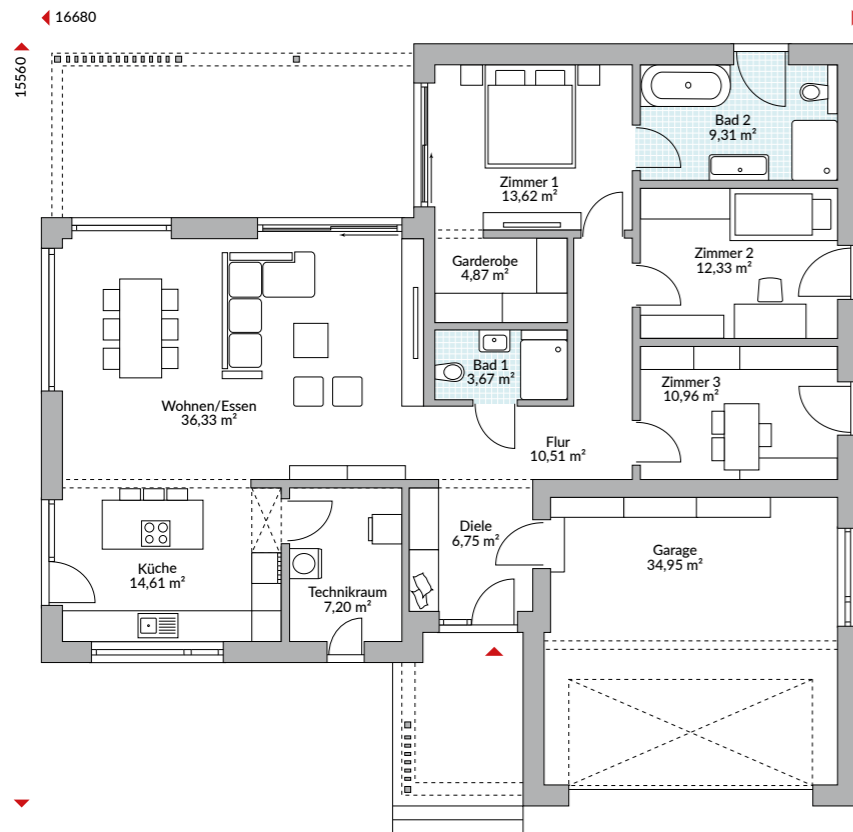 16680
15560
Bad 2
9,31 m²
Zimmer 1
13,62 m²
Zimmer 2
12,33 m²
Garderobe
4,87 m²
Bad 1
3,67 m²
Zimmer 3
10,96 m²
Wohnen/Essen
36,33 m²
Flur
10,51 m²
Diele
6,75 m²
Garage
34,95 m²
Küche
14,61 m²
Technikraum
7,20 m²